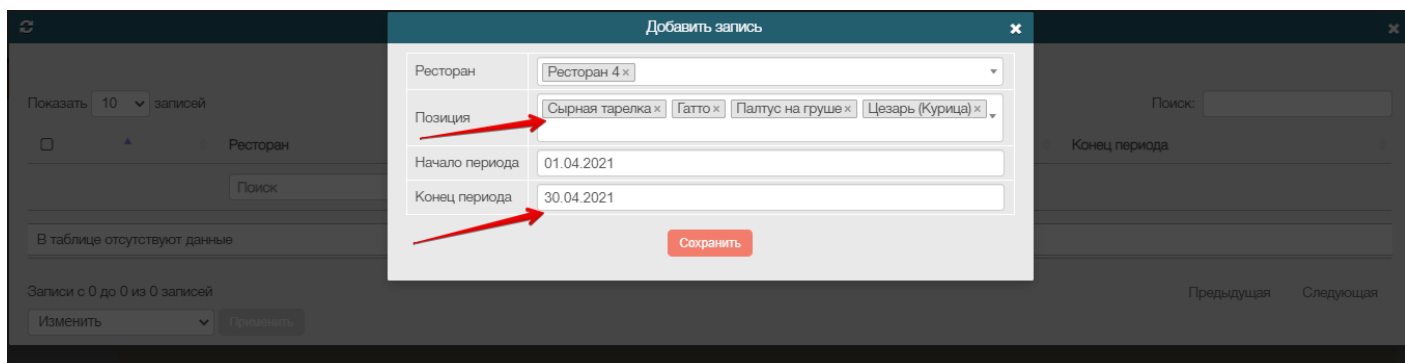 Добавить запись
Ресторан
Ресторан 4 ×
Позиция
Сырная тарелка × Гатто × Палтус на груше × Цезарь (Курица) ×
Начало периода
01.04.2021
Конец периода
30.04.2021
Сохранить
Показать 10 записей
Поиск:
Ресторан
Конец периода
Поиск
В таблице отсутствуют данные
Записи с 0 до 0 из 0 записей
Предыдущая Следующая
Изменить
Применить